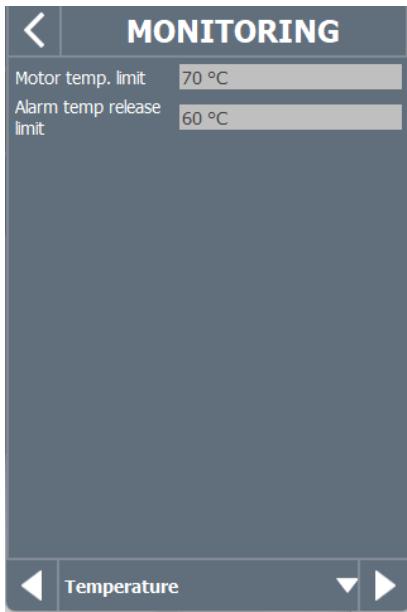 MONITORING
Motor temp. limit 70 °C
Alarm temp release
limit 60 °C
Temperature